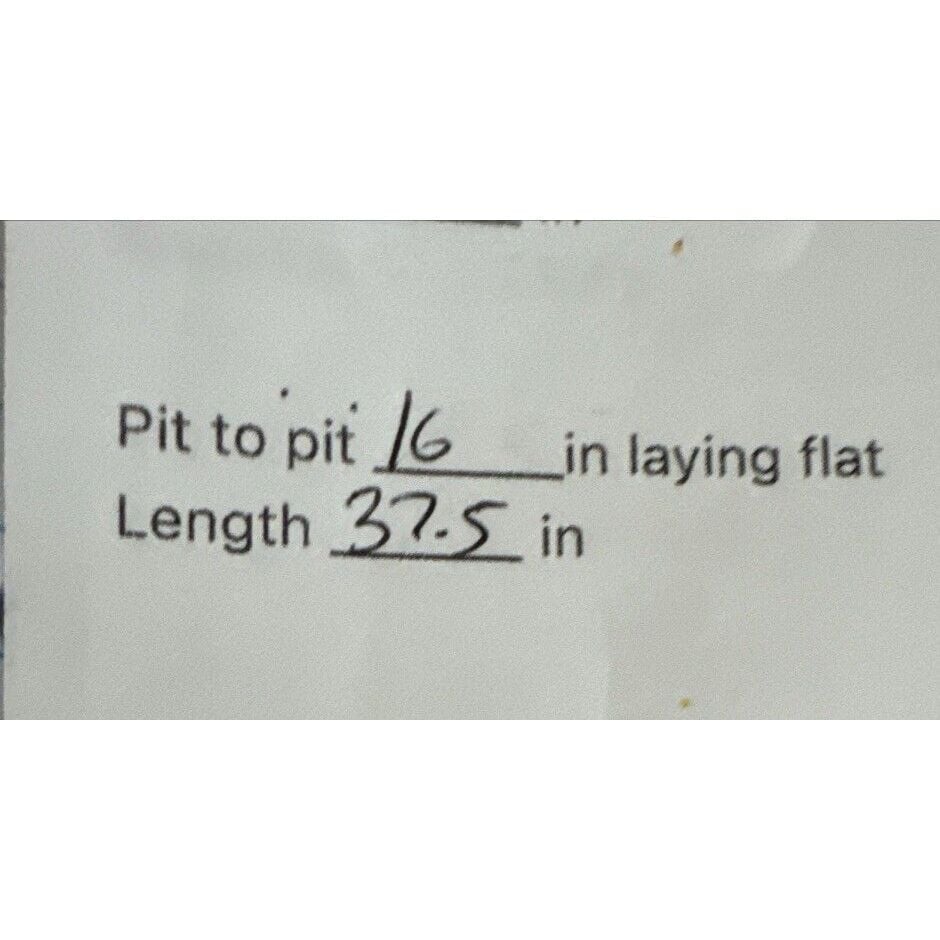 Pit to pit 16 in laying flat
Length 37.5 in